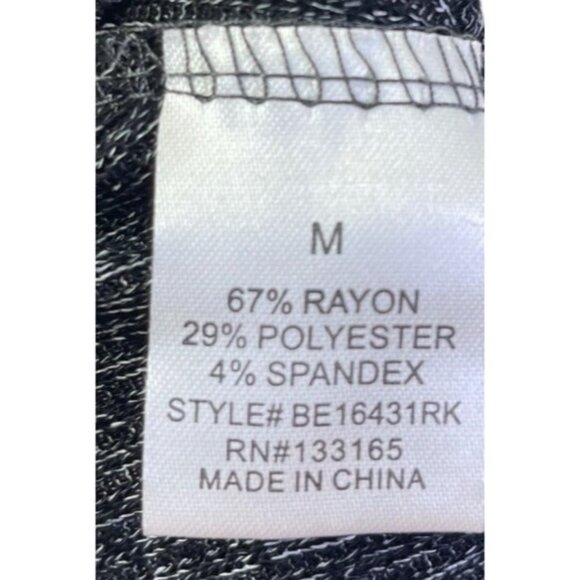 M
67% RAYON
29% POLYESTER
4% SPANDEX
STYLE# BE16431RK
RN#133165
MADE IN CHINA